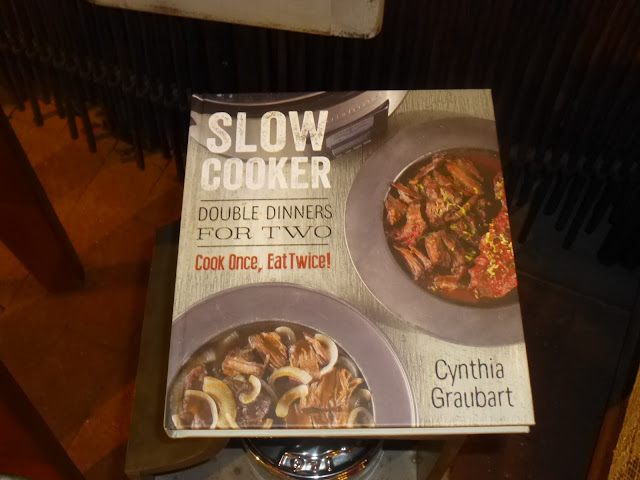 SLOW
COOKER
DOUBLE DINNERS
FOR TWO
Cook Once, Eat Twice!
Cynthia
Graubart